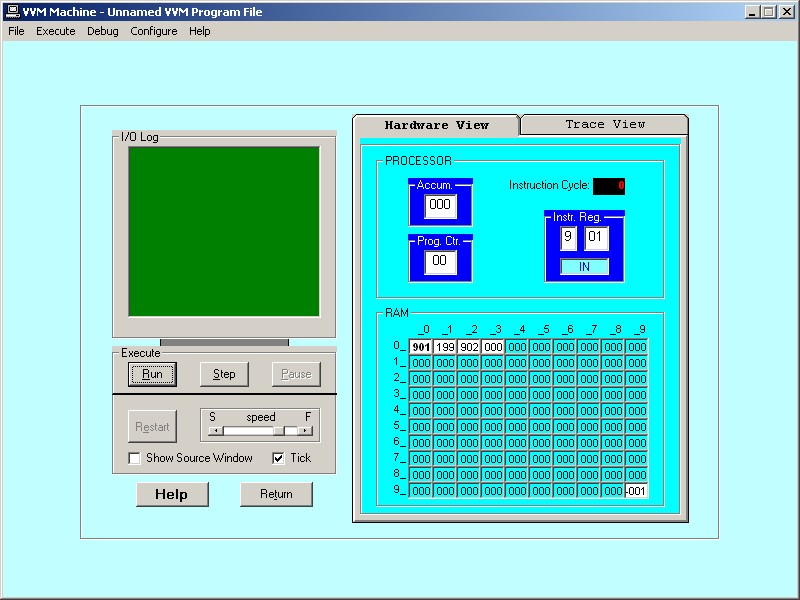 VVM Machine - Unnamed VVM Program File
File Execute Debug Configure Help
I/O Log
Execute
Run Step Pause
Restart
S speed F
Show Source Window Tick
Help Return
Hardware View Trace View
PROCESSOR
Accum.
000
Prog. Ctr.
00
Instruction Cycle: 0
Instr. Reg.
9 01
IN
RAM
_0 _1 _2 _3 _4 _5 _6 _7 _8 _9
0_ 901 199 902 000 000 000 000 000 000 000
1_ 000 000 000 000 000 000 000 000 000 000
2_ 000 000 000 000 000 000 000 000 000 000
3_ 000 000 000 000 000 000 000 000 000 000
4_ 000 000 000 000 000 000 000 000 000 000
5_ 000 000 000 000 000 000 000 000 000 000
6_ 000 000 000 000 000 000 000 000 000 000
7_ 000 000 000 000 000 000 000 000 000 000
8_ 000 000 000 000 000 000 000 000 000 000
9_ 000 000 000 000 000 000 000 000 000 -001